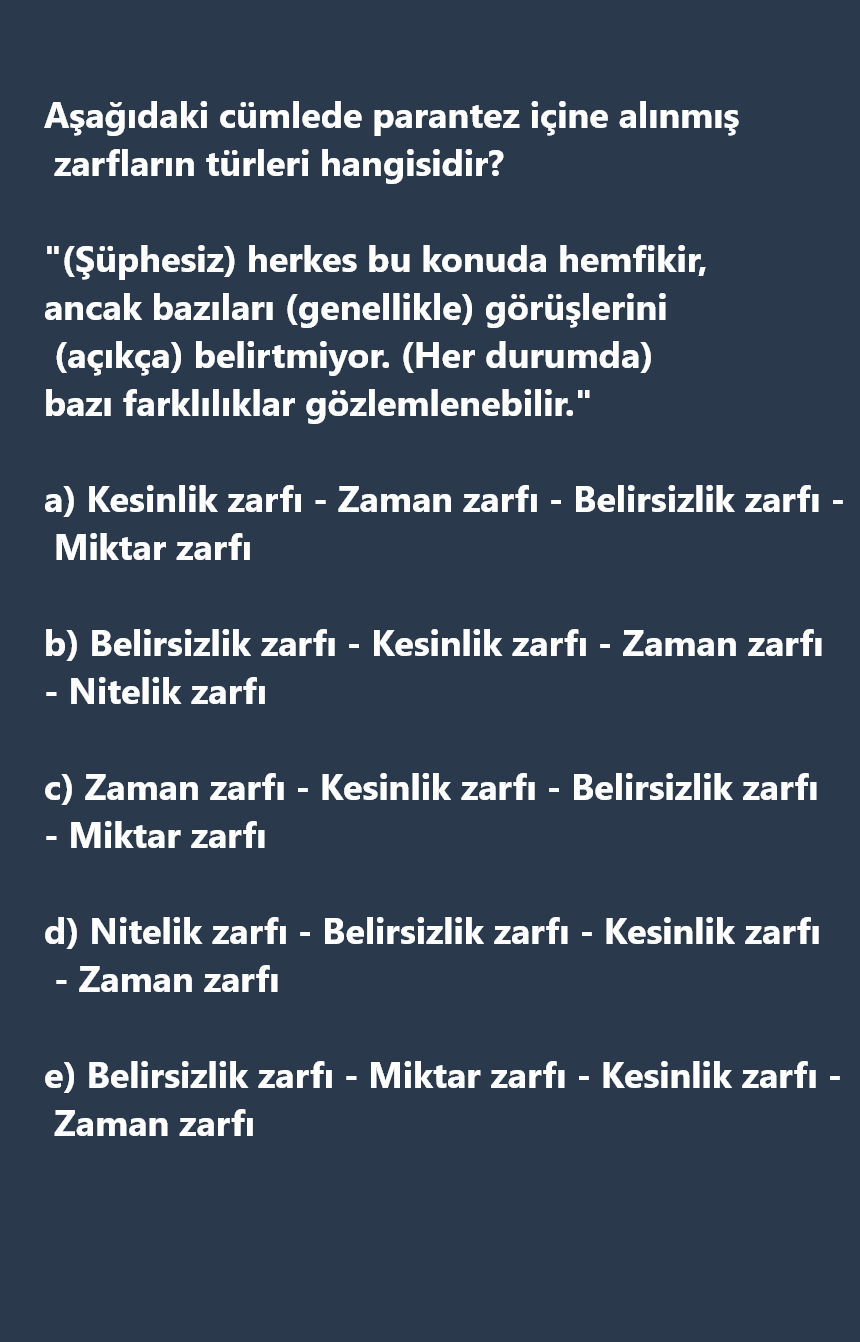 Aşağıdaki cümlede parantez içine alınmış
zarfların türleri hangisidir?
"(Şüphesiz) herkes bu konuda hemfikir,
ancak bazıları (genellikle) görüşlerini
(açıkça) belirtmiyor. (Her durumda)
bazı farklılıklar gözlemlenebilir."
a) Kesinlik zarfı - Zaman zarfı - Belirsizlik zarfı -
Miktar zarfı
b) Belirsizlik zarfı - Kesinlik zarfı - Zaman zarfı
- Nitelik zarfı
c) Zaman zarfı - Kesinlik zarfı - Belirsizlik zarfı
- Miktar zarfı
d) Nitelik zarfı - Belirsizlik zarfı - Kesinlik zarfı
- Zaman zarfı
e) Belirsizlik zarfı - Miktar zarfı - Kesinlik zarfı -
Zaman zarfı